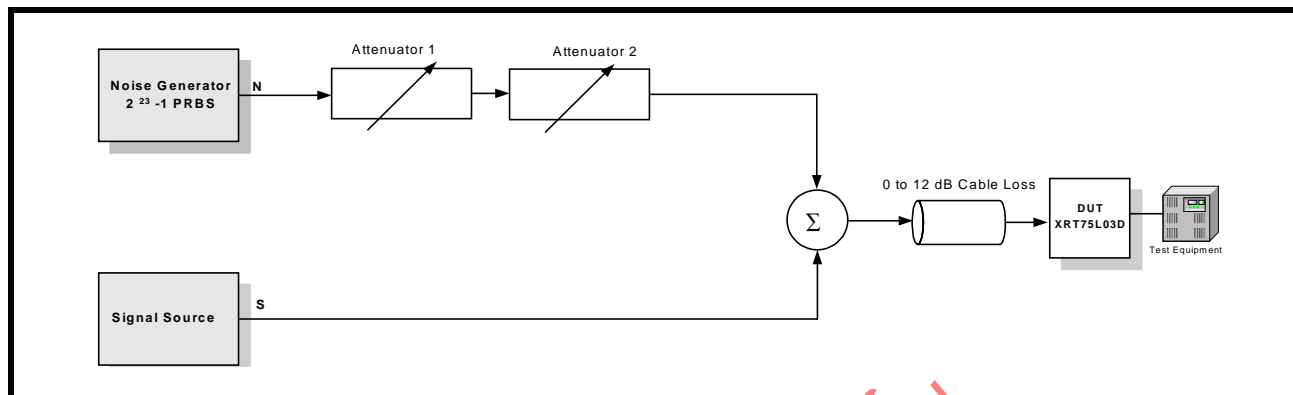 Attenuator 1
Attenuator 2
Noise Generator
2 23 -1 PRBS
N
0 to 12 dB Cable Loss
Σ
DUT
XRT75L03D
Test Equipment
Signal Source
S